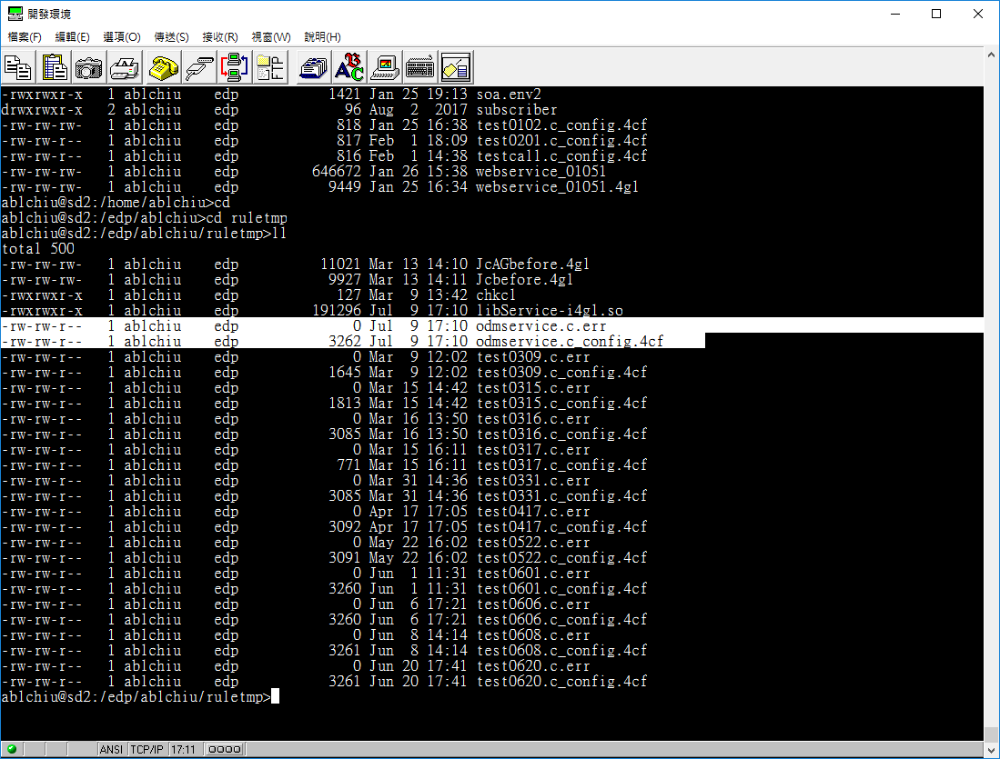 開發環境
檔案(F) 編輯(E) 選項(O) 傳送(S) 接收(R) 視窗(W) 說明(H)
-rwxrwxr-x 1 ablchiu edp 1421 Jan 25 19:13 soa.env2
drwxrwxr-x 2 ablchiu edp 96 Aug 2 2017 subscriber
-rw-rw-rw- 1 ablchiu edp 818 Jan 25 16:38 test0102.c_config.4cf
-rw-rw-r-- 1 ablchiu edp 817 Feb 1 18:09 test0201.c_config.4cf
-rw-rw-r-- 1 ablchiu edp 816 Feb 1 14:38 testcall.c_config.4cf
-rw-rw-rw- 1 ablchiu edp 646672 Jan 26 15:38 webservice_01051
-rw-rw-rw- 1 ablchiu edp 9449 Jan 25 16:34 webservice_01051.4gl
ablchiu@sd2:/home/ablchiu>cd
ablchiu@sd2:/edp/ablchiu>cd ruletmp
ablchiu@sd2:/edp/ablchiu/ruletmp>ll
total 500
-rw-rw-rw- 1 ablchiu edp 11021 Mar 13 14:10 JcAGbefore.4gl
-rw-rw-rw- 1 ablchiu edp 9927 Mar 13 14:11 Jcbefore.4gl
-rwxrwxr-x 1 ablchiu edp 127 Mar 9 13:42 chkcl
-rwxrwxr-x 1 ablchiu edp 191296 Jul 9 17:10 libService-i4gl.so
-rw-rw-r-- 1 ablchiu edp 0 Jul 9 17:10 odmservice.c.err
-rw-rw-r-- 1 ablchiu edp 3262 Jul 9 17:10 odmservice.c_config.4cf
-rw-rw-r-- 1 ablchiu edp 0 Mar 9 12:02 test0309.c.err
-rw-rw-r-- 1 ablchiu edp 1645 Mar 9 12:02 test0309.c_config.4cf
-rw-rw-r-- 1 ablchiu edp 0 Mar 15 14:42 test0315.c.err
-rw-rw-r-- 1 ablchiu edp 1813 Mar 15 14:42 test0315.c_config.4cf
-rw-rw-r-- 1 ablchiu edp 0 Mar 16 13:50 test0316.c.err
-rw-rw-r-- 1 ablchiu edp 3085 Mar 16 13:50 test0316.c_config.4cf
-rw-rw-r-- 1 ablchiu edp 0 Mar 15 16:11 test0317.c.err
-rw-rw-r-- 1 ablchiu edp 771 Mar 15 16:11 test0317.c_config.4cf
-rw-rw-r-- 1 ablchiu edp 0 Mar 31 14:36 test0331.c.err
-rw-rw-r-- 1 ablchiu edp 3085 Mar 31 14:36 test0331.c_config.4cf
-rw-rw-r-- 1 ablchiu edp 0 Apr 17 17:05 test0417.c.err
-rw-rw-r-- 1 ablchiu edp 3092 Apr 17 17:05 test0417.c_config.4cf
-rw-rw-r-- 1 ablchiu edp 0 May 22 16:02 test0522.c.err
-rw-rw-r-- 1 ablchiu edp 3091 May 22 16:02 test0522.c_config.4cf
-rw-rw-r-- 1 ablchiu edp 0 Jun 1 11:31 test0601.c.err
-rw-rw-r-- 1 ablchiu edp 3260 Jun 1 11:31 test0601.c_config.4cf
-rw-rw-r-- 1 ablchiu edp 0 Jun 6 17:21 test0606.c.err
-rw-rw-r-- 1 ablchiu edp 3260 Jun 6 17:21 test0606.c_config.4cf
-rw-rw-r-- 1 ablchiu edp 0 Jun 8 14:14 test0608.c.err
-rw-rw-r-- 1 ablchiu edp 3261 Jun 8 14:14 test0608.c_config.4cf
-rw-rw-r-- 1 ablchiu edp 0 Jun 20 17:41 test0620.c.err
-rw-rw-r-- 1 ablchiu edp 3261 Jun 20 17:41 test0620.c_config.4cf
ablchiu@sd2:/edp/ablchiu/ruletmp>
ANSI TCP/IP 17:11